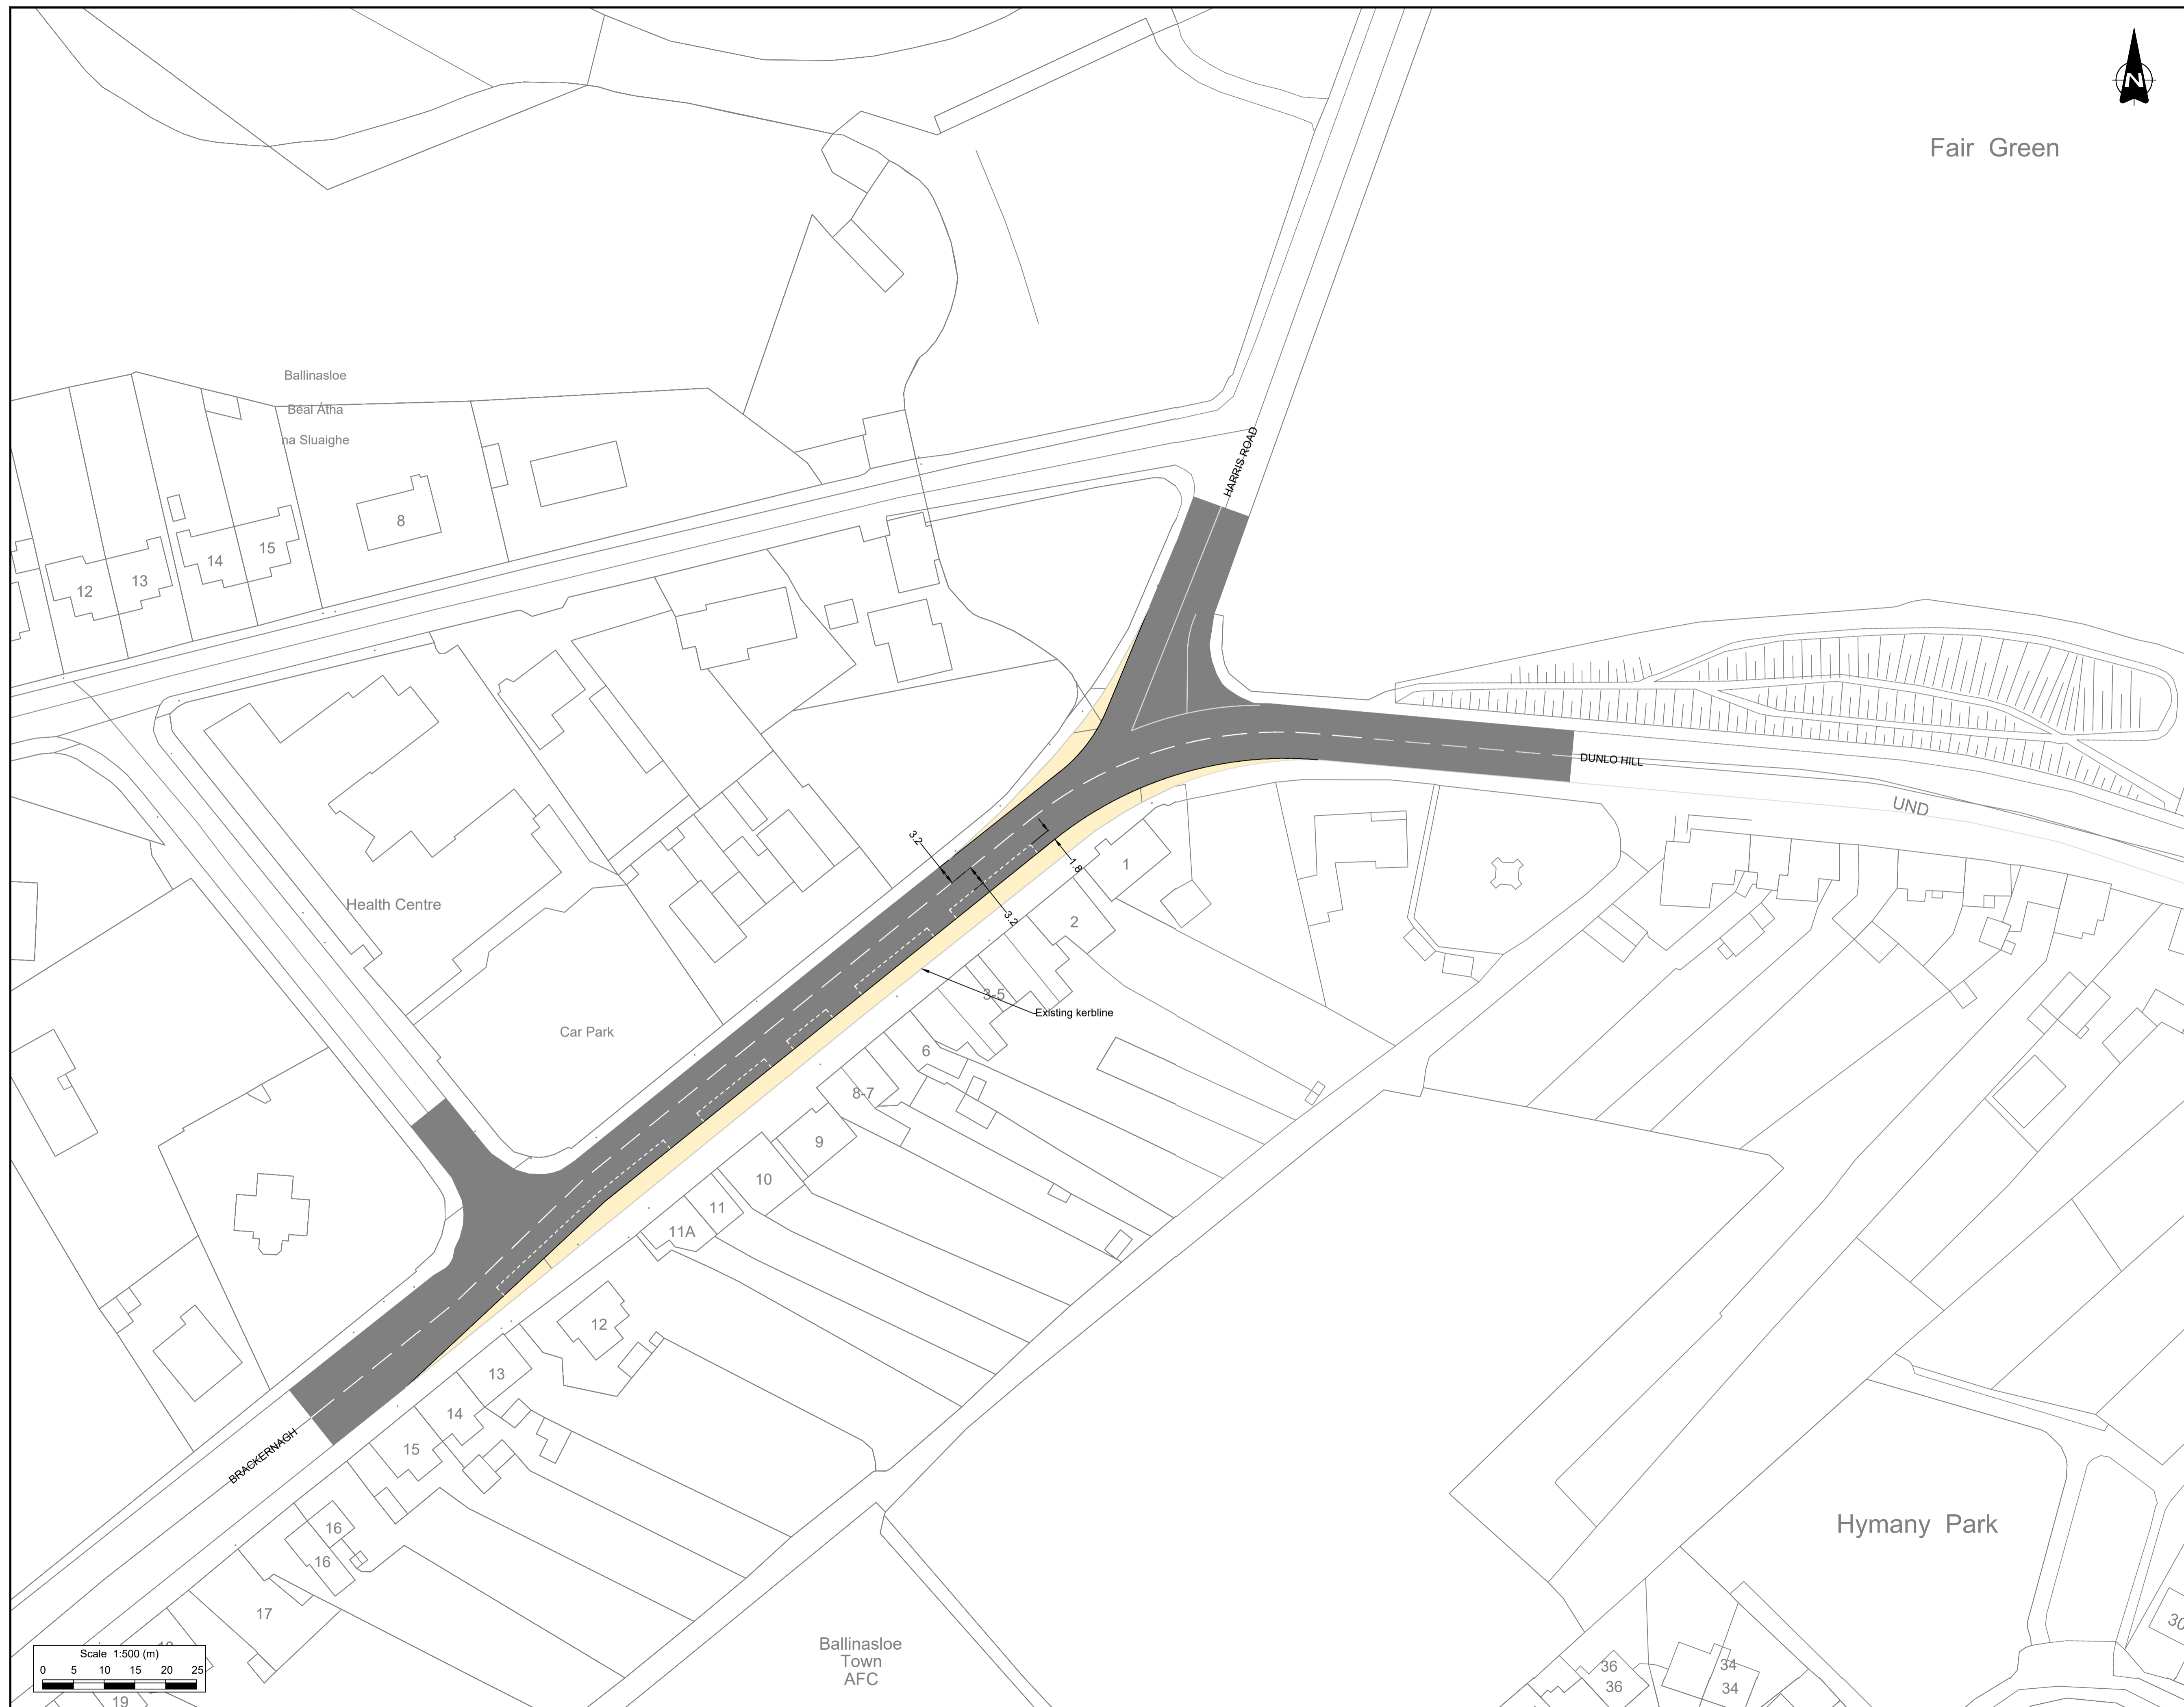 N
Fair Green
Ballinasloe
Béal Átha
na Sluaighe
HARRIS ROAD
8
15
14
13
12
DUNLO HILL
UND
3.2
1.8
3.2
1
2
Health Centre
3-5
Existing kerbline
Car Park
6
8-7
9
10
11
11A
12
13
14
15
BRACKERNAGH
16
16
17
Hymany Park
Scale 1:500 (m)
0 5 10 15 20 25
19
Ballinasloe
Town
AFC
36
36
34
34
30